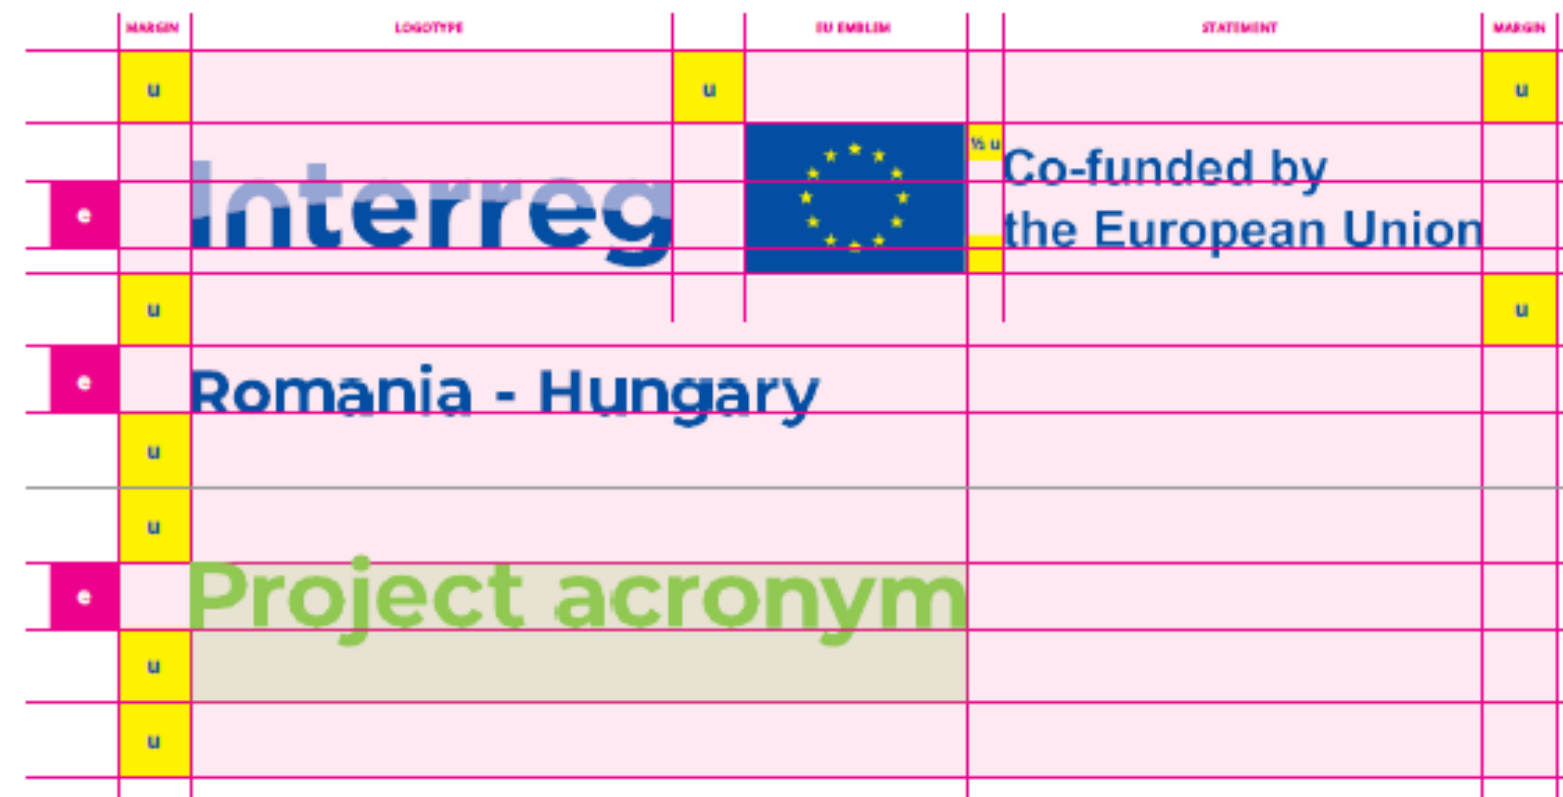 MARGIN LOGOTYPE EU EMBLEM STATEMENT MARGIN
u u u
Interreg ½ u Co-funded by
e the European Union
u u
e Romania - Hungary
u
u
e Project acronym
u
u